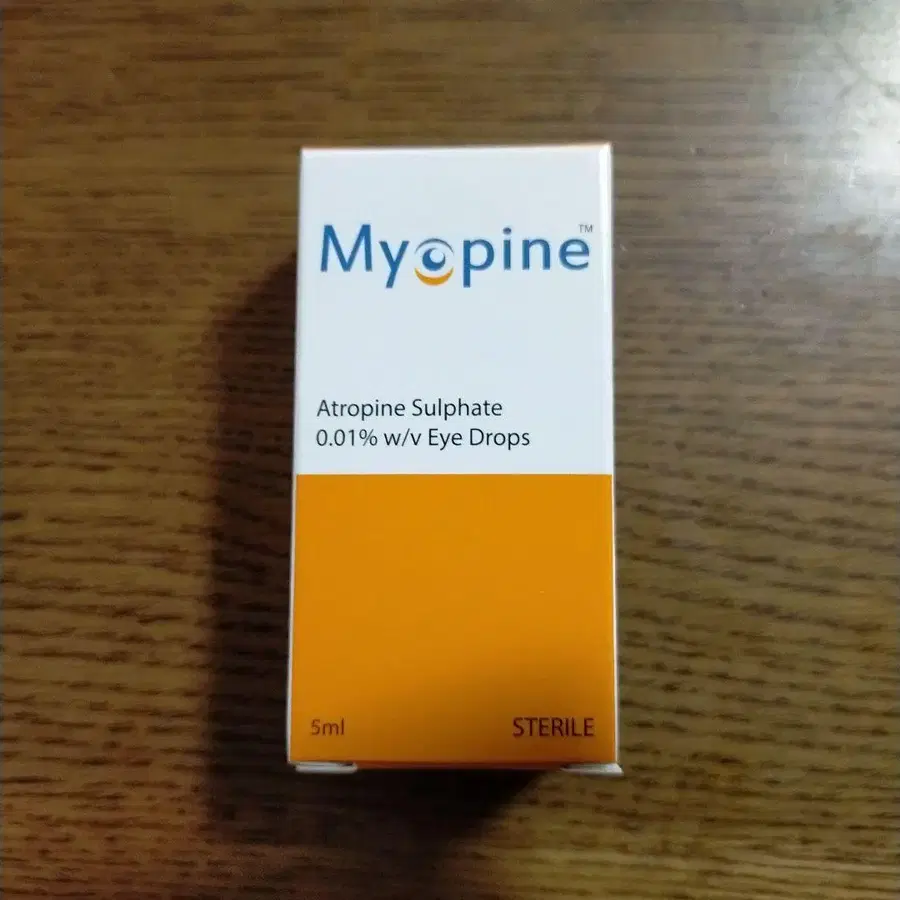 Myopine™
Atropine Sulphate
0.01% w/v Eye Drops
5ml
STERILE